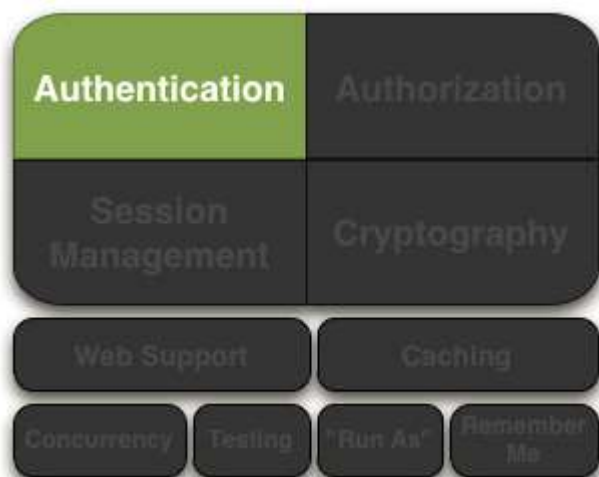 Authentication
Authorization
Session
Management
Cryptography
Web Support
Caching
Concurrency
Testing
"Run As"
Remember
Me